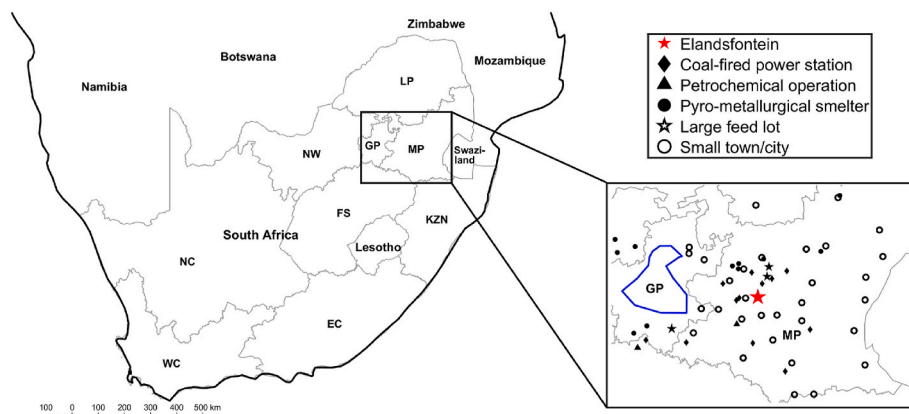 Zimbabwe
Botswana
Mozambique
Namibia
LP
NW
GP
MP
Swazi-
land
FS
KZN
South Africa
Lesotho
NC
EC
WC
100 0 100 200 300 400 500 km
Elandsfontein
Coal-fired power station
Petrochemical operation
Pyro-metallurgical smelter
Large feed lot
Small town/city
GP
MP